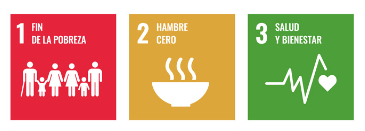 1 FIN
DE LA POBREZA
2 HAMBRE
CERO
3 SALUD
Y BIENESTAR